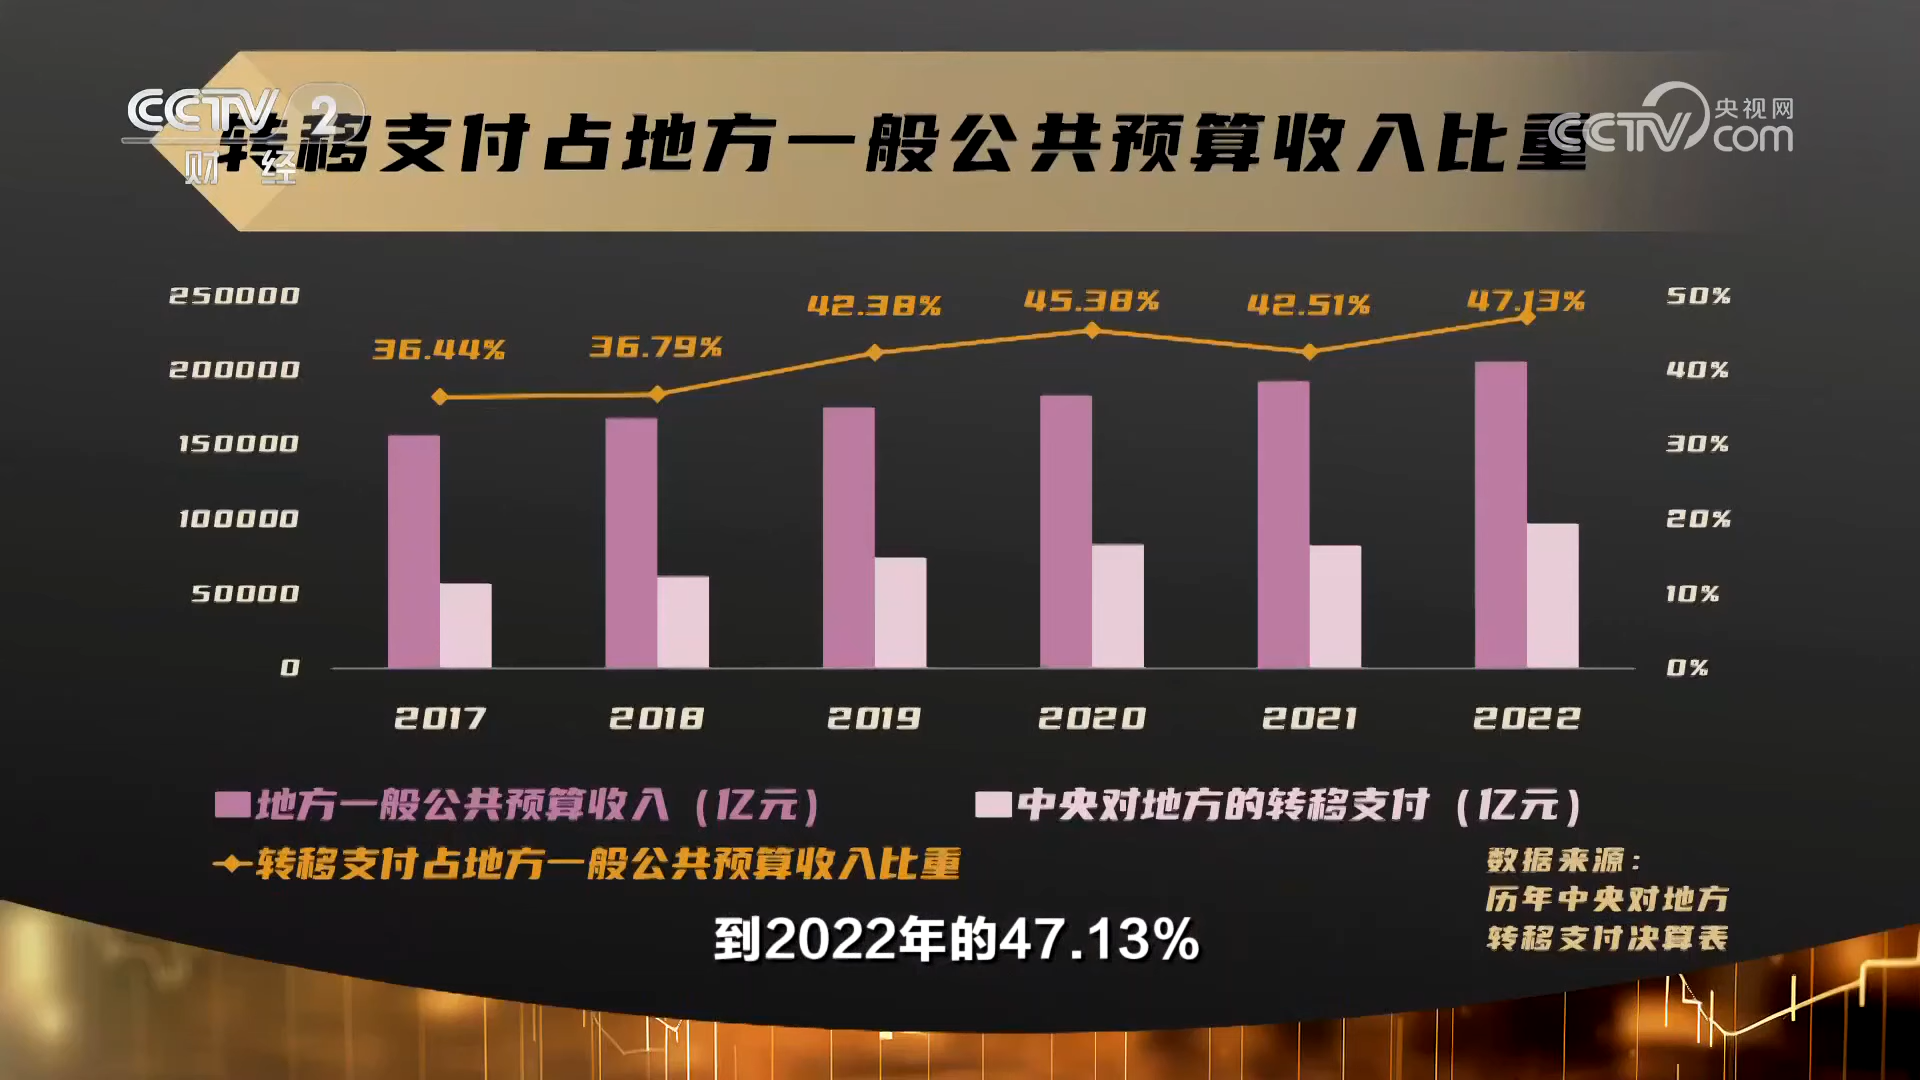 CCTV 2
财经
央视网
CCTV.com
转移支付占地方一般公共预算收入比重
250000
200000
150000
100000
50000
0
36.44%
36.79%
42.38%
45.38%
42.51%
47.13%
50%
40%
30%
20%
10%
0%
2017
2018
2019
2020
2021
2022
地方一般公共预算收入（亿元）
中央对地方的转移支付（亿元）
转移支付占地方一般公共预算收入比重
数据来源：
历年中央对地方
转移支付决算表
到2022年的47.13%